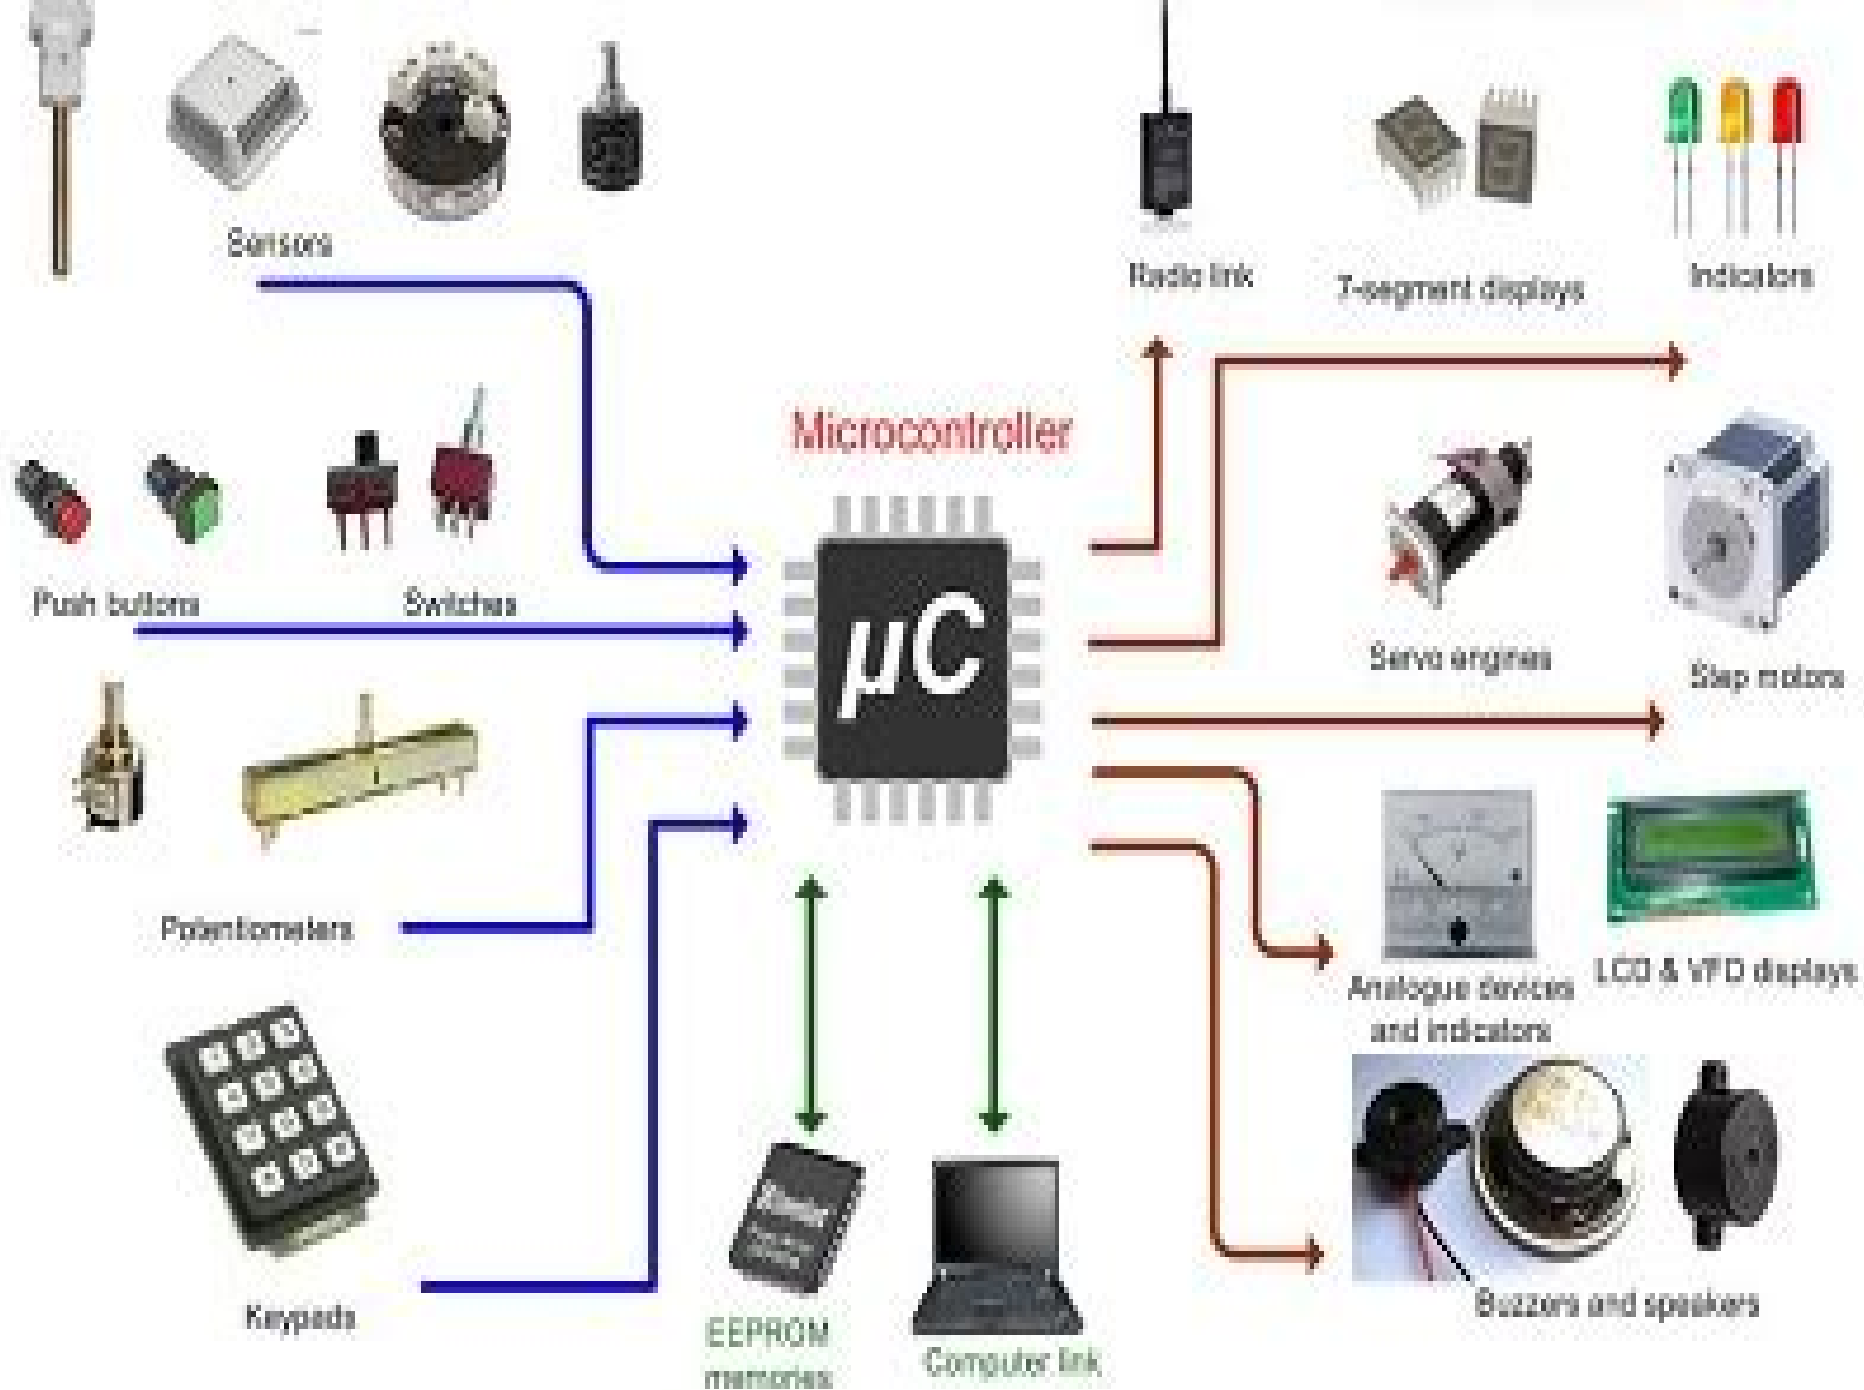 Sensors
Radio link
7-segment displays
Indicators
Microcontroller
Push buttons
Switches
µC
Servo engines
Step motors
Potentiometers
Analogue devices
and indicators
LCD & VFD displays
Keypads
EEPROM
memories
Computer link
Buzzers and speakers